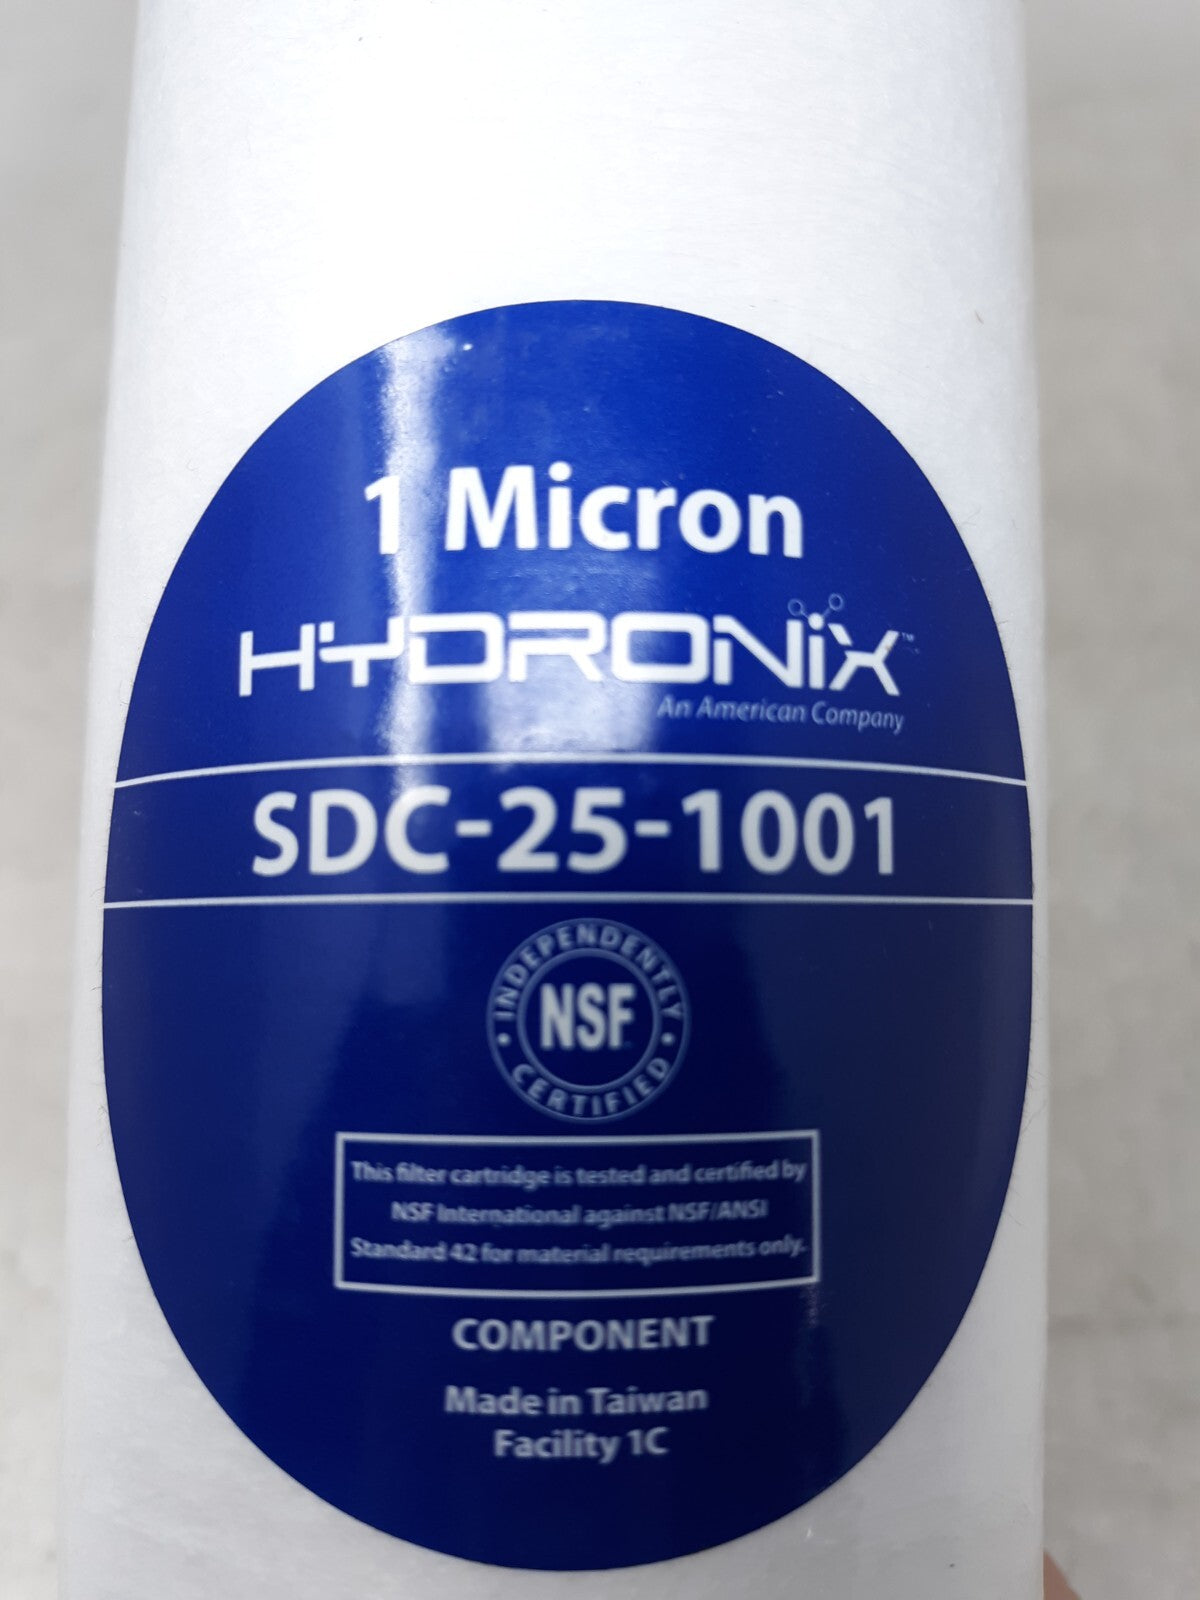 1 Micron
HYDRONiX™
An American Company
SDC-25-1001
INDEPENDENTLY
NSF
CERTIFIED
This filter cartridge is tested and certified by
NSF International against NSF/ANSI
Standard 42 for material requirements only.
COMPONENT
Made in Taiwan
Facility 1C